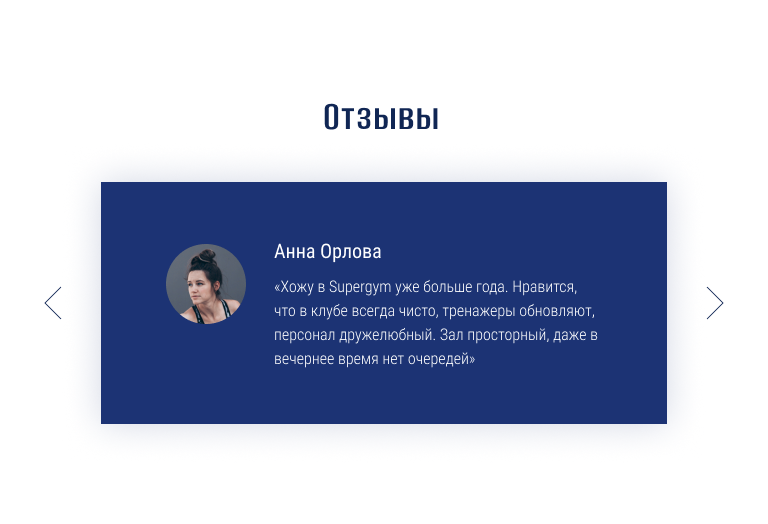 Отзывы
Анна Орлова
«Хожу в Supergym уже больше года. Нравится,
что в клубе всегда чисто, тренажеры обновляют,
персонал дружелюбный. Зал просторный, даже в
вечернее время нет очередей»